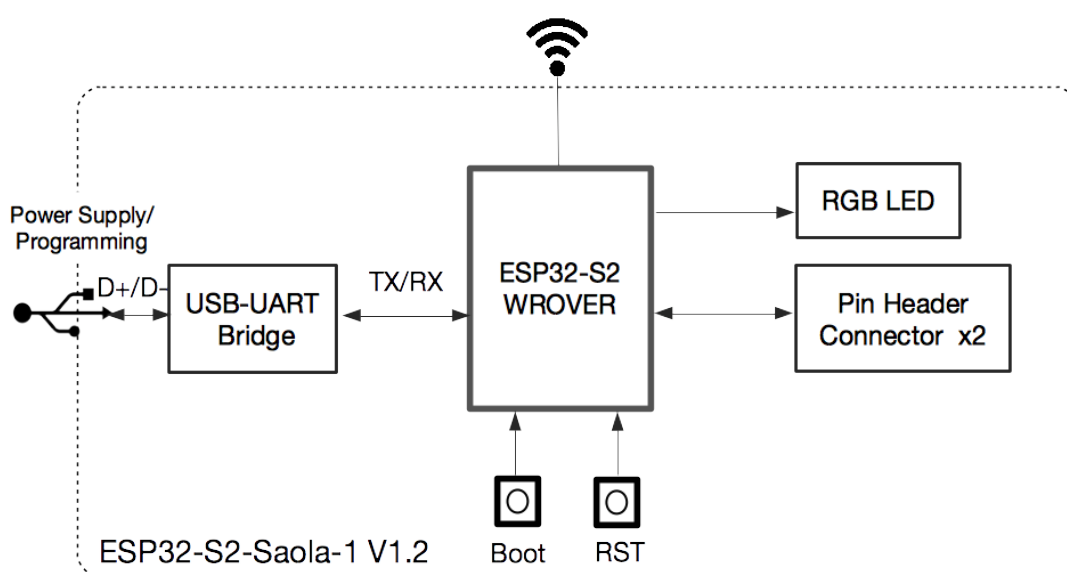 Power Supply/
Programming
D+/D-
USB-UART
Bridge
TX/RX
ESP32-S2
WROVER
RGB LED
Pin Header
Connector x2
Boot
RST
ESP32-S2-Saola-1 V1.2